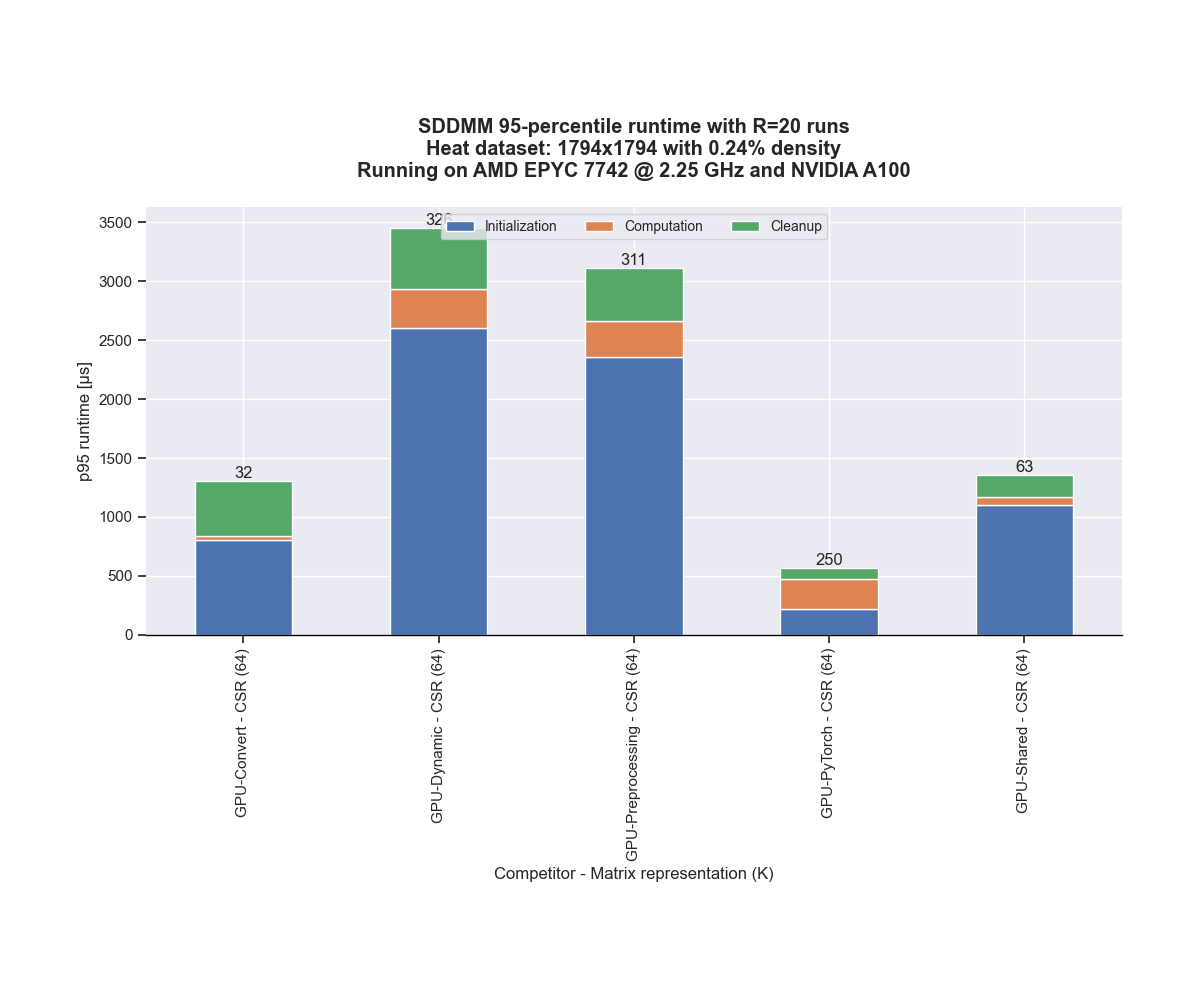 SDDMM 95-percentile runtime with R=20 runs
Heat dataset: 1794x1794 with 0.24% density
Running on AMD EPYC 7742 @ 2.25 GHz and NVIDIA A100
Initialization Computation Cleanup
326
311
32
250
63
3500
3000
2500
2000
1500
1000
500
0
p95 runtime [μs]
GPU-Convert - CSR (64)
GPU-Dynamic - CSR (64)
GPU-Preprocessing - CSR (64)
GPU-PyTorch - CSR (64)
GPU-Shared - CSR (64)
Competitor - Matrix representation (K)